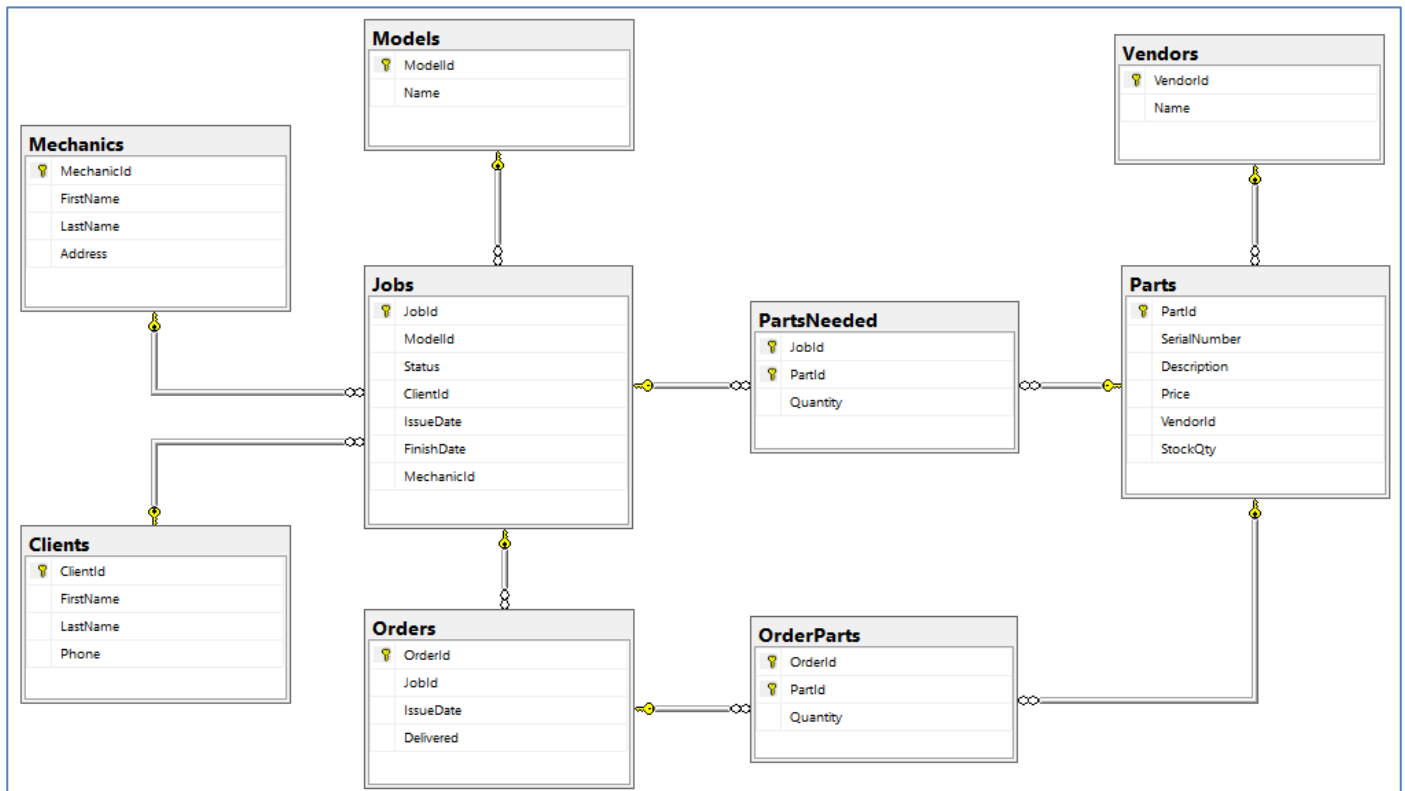 Models
ModelId
Name
Vendors
VendorId
Name
Mechanics
MechanicId
FirstName
LastName
Address
Jobs
JobId
ModelId
Status
ClientId
IssueDate
FinishDate
MechanicId
PartsNeeded
JobId
PartId
Quantity
Parts
PartId
SerialNumber
Description
Price
VendorId
StockQty
Clients
ClientId
FirstName
LastName
Phone
Orders
OrderId
JobId
IssueDate
Delivered
OrderParts
OrderId
PartId
Quantity